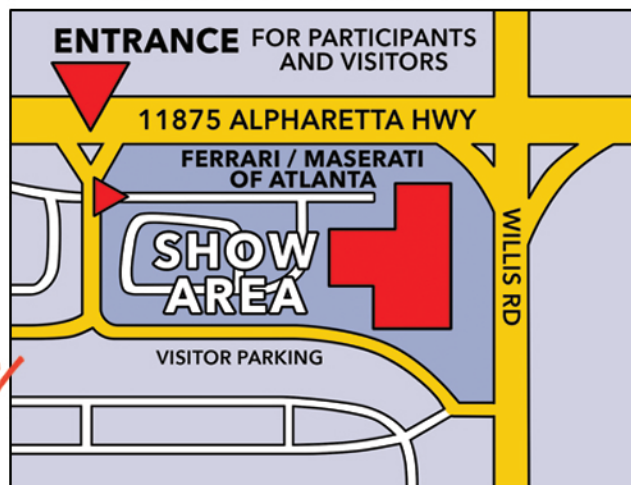 ENTRANCE FOR PARTICIPANTS
AND VISITORS
11875 ALPHARETTA HWY
FERRARI / MASERATI
OF ATLANTA
SHOW
AREA
WILLIS RD
VISITOR PARKING